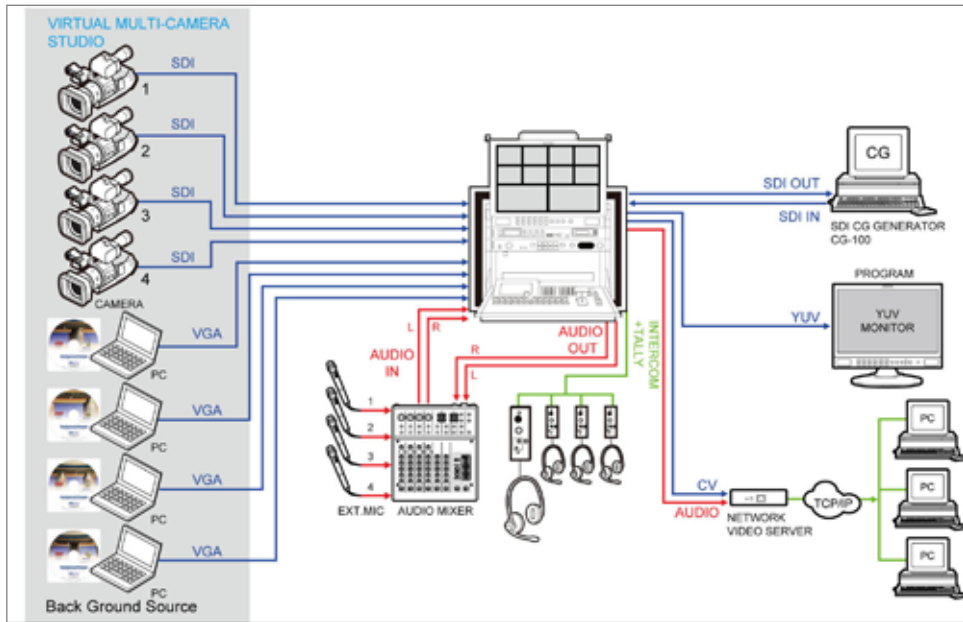 VIRTUAL MULTI-CAMERA
STUDIO
SDI
1
SDI
2
SDI
3
SDI
4
CAMERA
VGA
PC
VGA
PC
VGA
PC
VGA
PC
Back Ground Source
L
R
AUDIO
IN
R
L
AUDIO
OUT
INTERCOM
+TALLY
1
2
3
4
EXT.MIC
AUDIO MIXER
SDI OUT
SDI IN
CG
SDI CG GENERATOR
CG-100
PROGRAM
YUV
YUV
MONITOR
CV
AUDIO
NETWORK
VIDEO SERVER
TCP/IP
PC
PC
PC